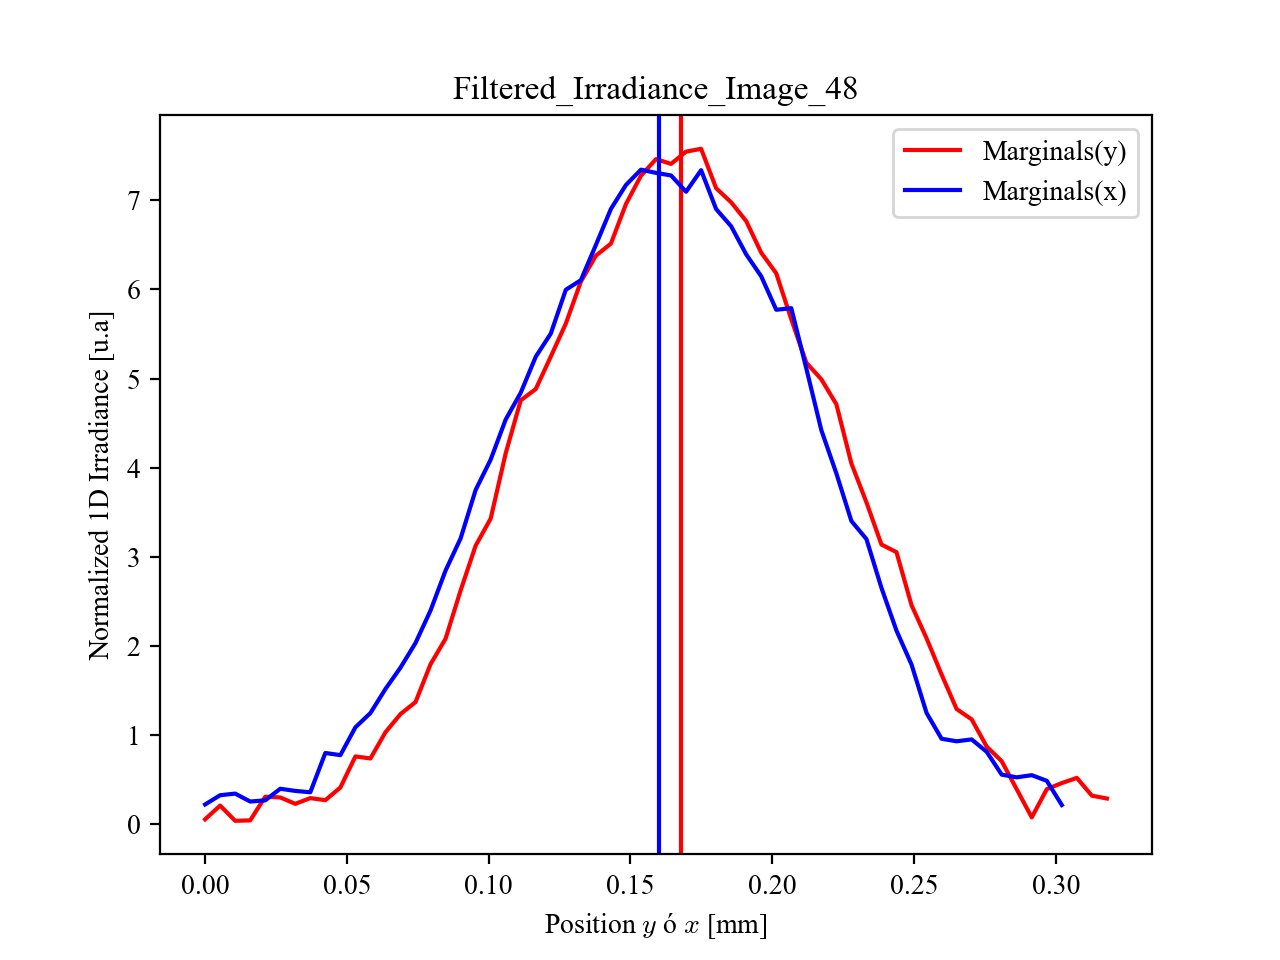 Filtered_Irradiance_Image_48
Marginals(y)
Marginals(x)
Normalized 1D Irradiance [u.a]
7
6
5
4
3
2
1
0
0.00 0.05 0.10 0.15 0.20 0.25 0.30
Position y ó x [mm]